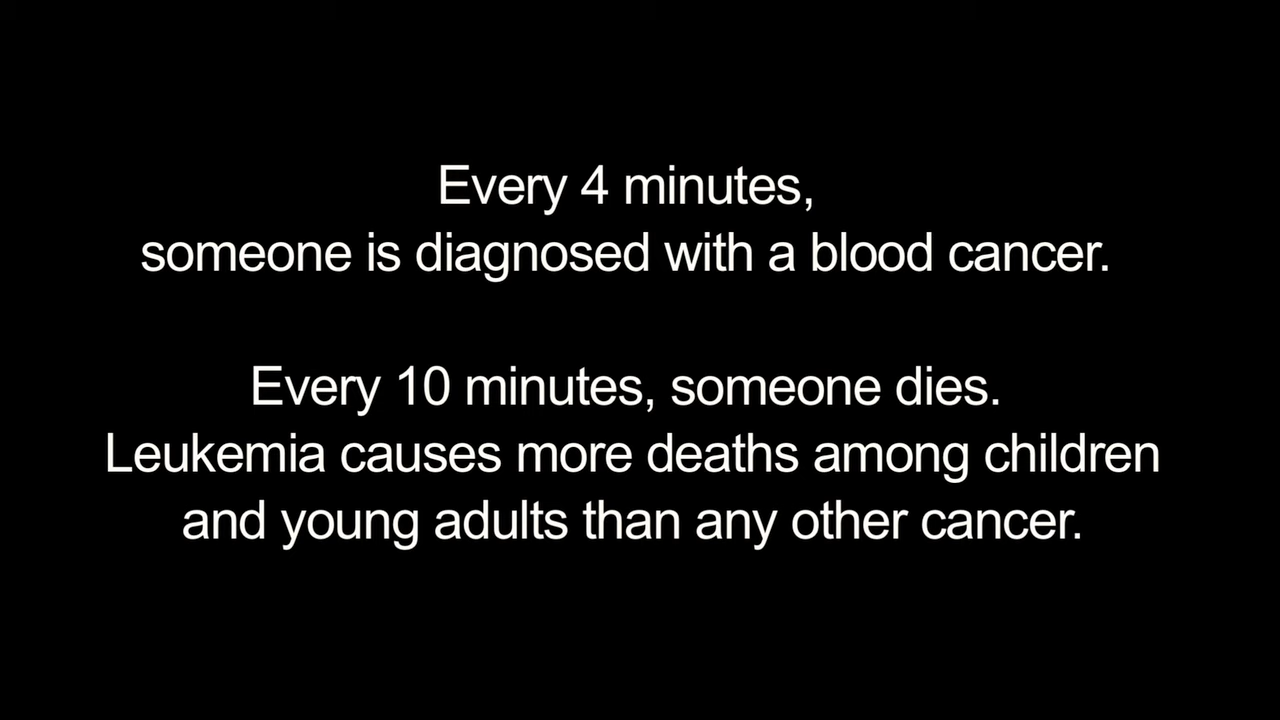 Every 4 minutes,
someone is diagnosed with a blood cancer.
Every 10 minutes, someone dies.
Leukemia causes more deaths among children
and young adults than any other cancer.